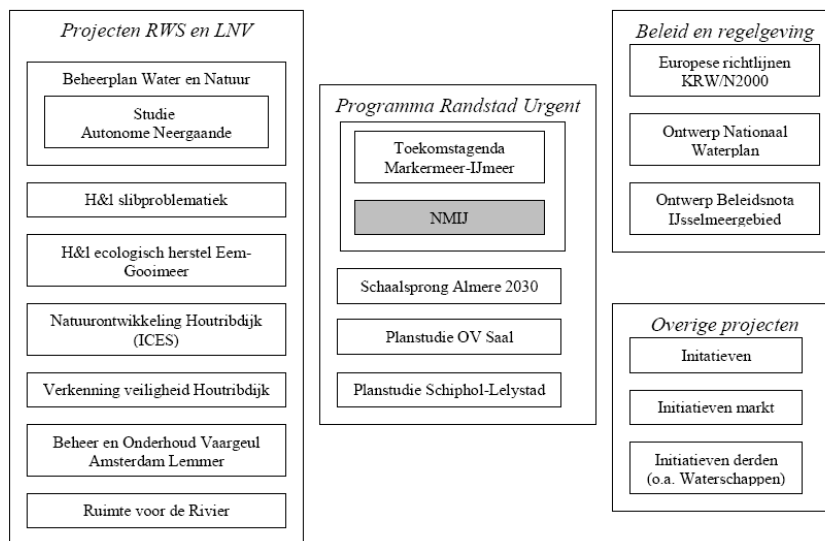 Projecten RWS en LNV
Beheerplan Water en Natuur
Studie
Autonome Neergaande
H&l slibproblematiek
H&l ecologisch herstel Eem-
Gooimeer
Natuurontwikkeling Houtribdijk
(ICES)
Verkenning veiligheid Houtribdijk
Beheer en Onderhoud Vaargeul
Amsterdam Lemmer
Ruimte voor de Rivier
Programma Randstad Urgent
Toekomstagenda
Markermeer-IJmeer
NMIJ
Schaalsprong Almere 2030
Planstudie OV Saal
Planstudie Schiphol-Lelystad
Beleid en regelgeving
Europese richtlijnen
KRW/N2000
Ontwerp Nationaal
Waterplan
Ontwerp Beleidsnota
IJsselmeergebied
Overige projecten
Initatieven
Initiatieven markt
Initiatieven derden
(o.a. Waterschappen)